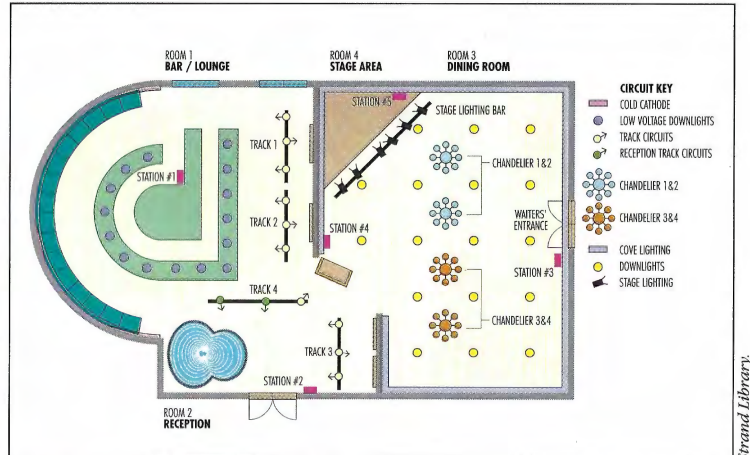 ROOM 1
BAR / LOUNGE
ROOM 4
STAGE AREA
ROOM 3
DINING ROOM
STATION #5
STAGE LIGHTING BAR
TRACK 1
STATION #1
CHANDELIER 1&2
TRACK 2
STATION #4
WAITERS'
ENTRANCE
STATION #3
TRACK 4
CHANDELIER 3&4
TRACK 3
STATION #2
ROOM 2
RECEPTION
CIRCUIT KEY
COLD CATHODE
LOW VOLTAGE DOWNLIGHTS
TRACK CIRCUITS
RECEPTION TRACK CIRCUITS
CHANDELIER 1&2
CHANDELIER 3&4
COVE LIGHTING
DOWNLIGHTS
STAGE LIGHTING
Strand Library.